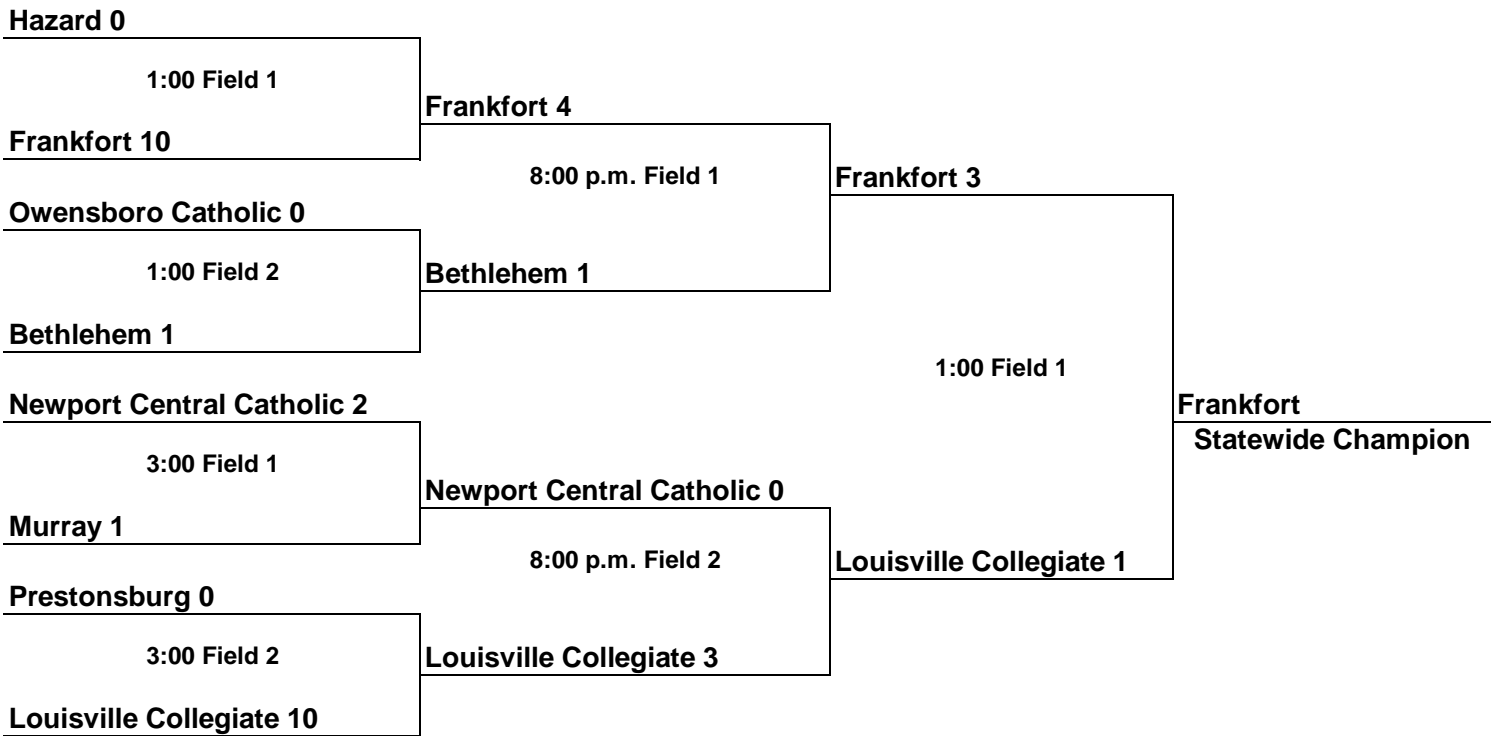 Hazard 0
1:00 Field 1
Frankfort 10
Owensboro Catholic 0
1:00 Field 2
Bethlehem 1
Newport Central Catholic 2
3:00 Field 1
Murray 1
Prestonsburg 0
3:00 Field 2
Louisville Collegiate 10
Frankfort 4
8:00 p.m. Field 1
Bethlehem 1
Newport Central Catholic 0
8:00 p.m. Field 2
Louisville Collegiate 3
Frankfort 3
1:00 Field 1
Louisville Collegiate 1
Frankfort
Statewide Champion